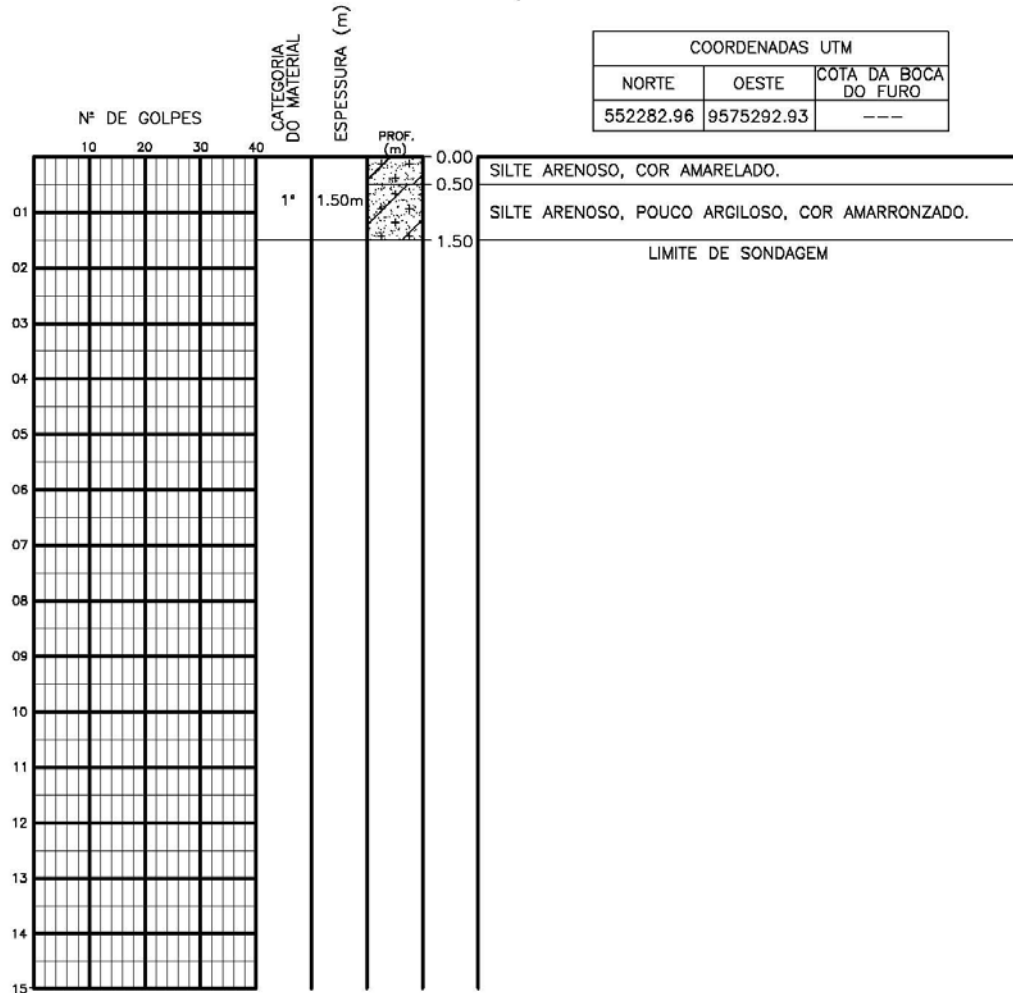 COORDENADAS UTM
NORTE OESTE COTA DA BOCA DO FURO
552282.96 9575292.93 ---
Nº DE GOLPES
CATEGORIA DO MATERIAL
ESPESSURA (m)
PROF. (m)
10 20 30 40
0.00
SILTE ARENOSO, COR AMARELADO.
0.50
01
1ª 1.50m
SILTE ARENOSO, POUCO ARGILOSO, COR AMARRONZADO.
1.50
LIMITE DE SONDAGEM
02
03
04
05
06
07
08
09
10
11
12
13
14
15